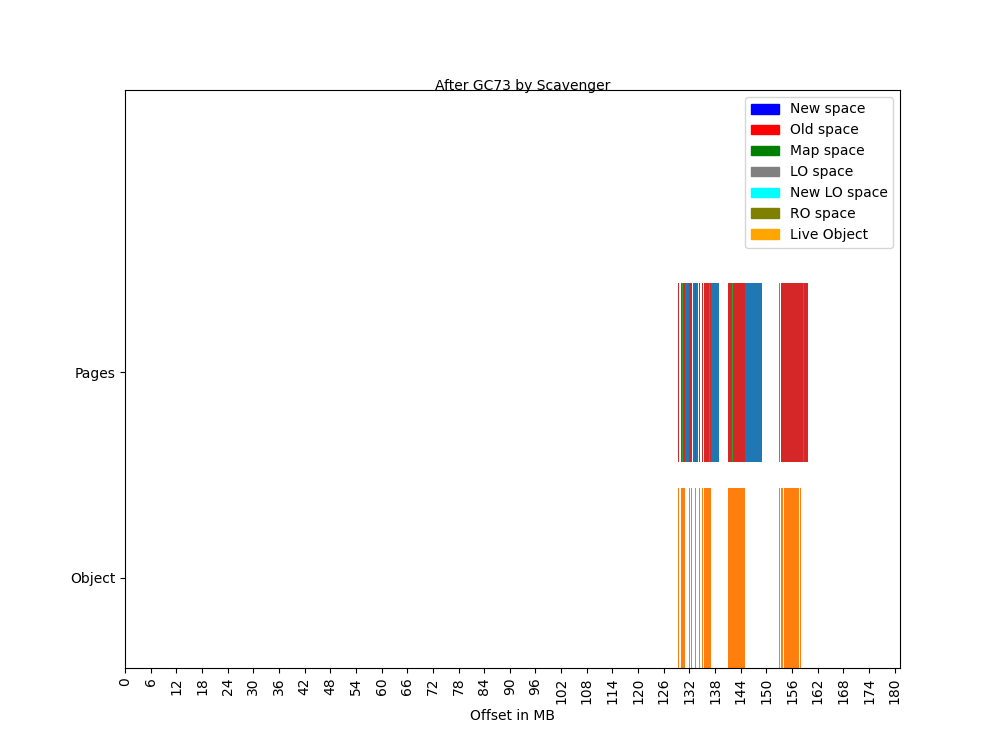 After GC73 by Scavenger
New space
Old space
Map space
LO space
New LO space
RO space
Live Object
Pages
Object
0 6 12 18 24 30 36 42 48 54 60 66 72 78 84 90 96 102 108 114 120 126 132 138 144 150 156 162 168 174 180
Offset in MB